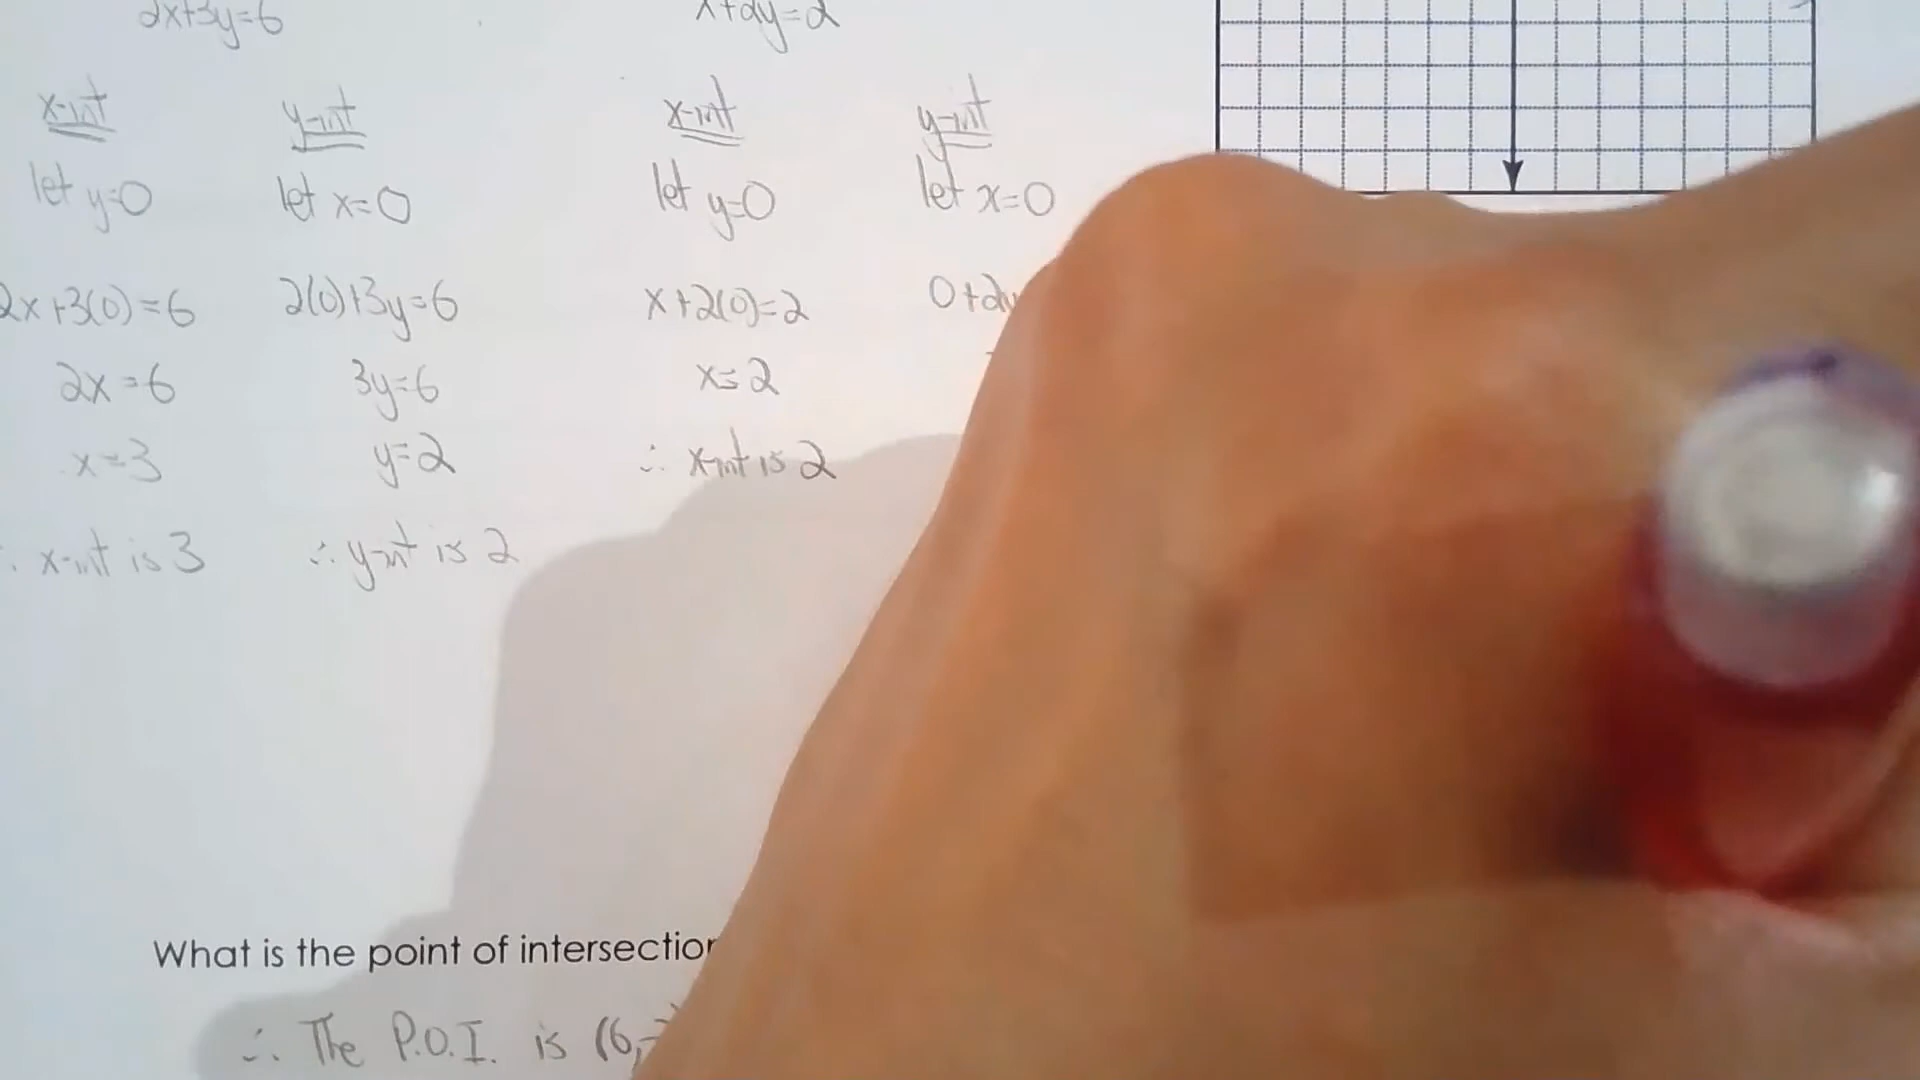 2x+3y=6
x+2y=2
x-int
y-int
x-int
y-int
let y=0
let x=0
let y=0
let x=0
2x+3(0)=6
2(0)+3y=6
x+2(0)=2
0+2y
2x=6
3y=6
x=2
x=3
y=2
∴ x-int is 2
∴ x-int is 3
∴ y-int is 2
What is the point of
∴ The P.O.I. is (6,